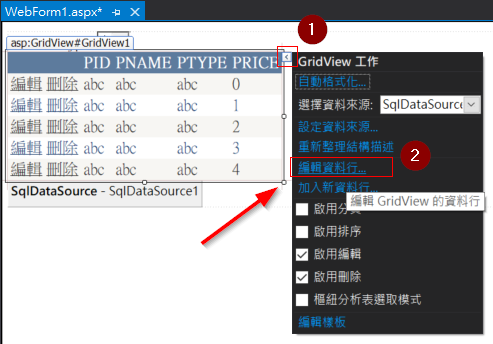 WebForm1.aspx*
1
asp:GridView#GridView1
PID PNAME PTYPE PRICE
編輯 刪除 abc abc abc 0
編輯 刪除 abc abc abc 1
編輯 刪除 abc abc abc 2
編輯 刪除 abc abc abc 3
編輯 刪除 abc abc abc 4
SqlDataSource - SqlDataSource1
GridView 工作
自動格式化...
選擇資料來源: SqlDataSource
設定資料來源...
重新整理結構描述
2
編輯資料行...
加入新資料行...
編輯 GridView 的資料行
啟用分頁
啟用排序
啟用編輯
啟用刪除
樞紐分析表選取模式
編輯樣板